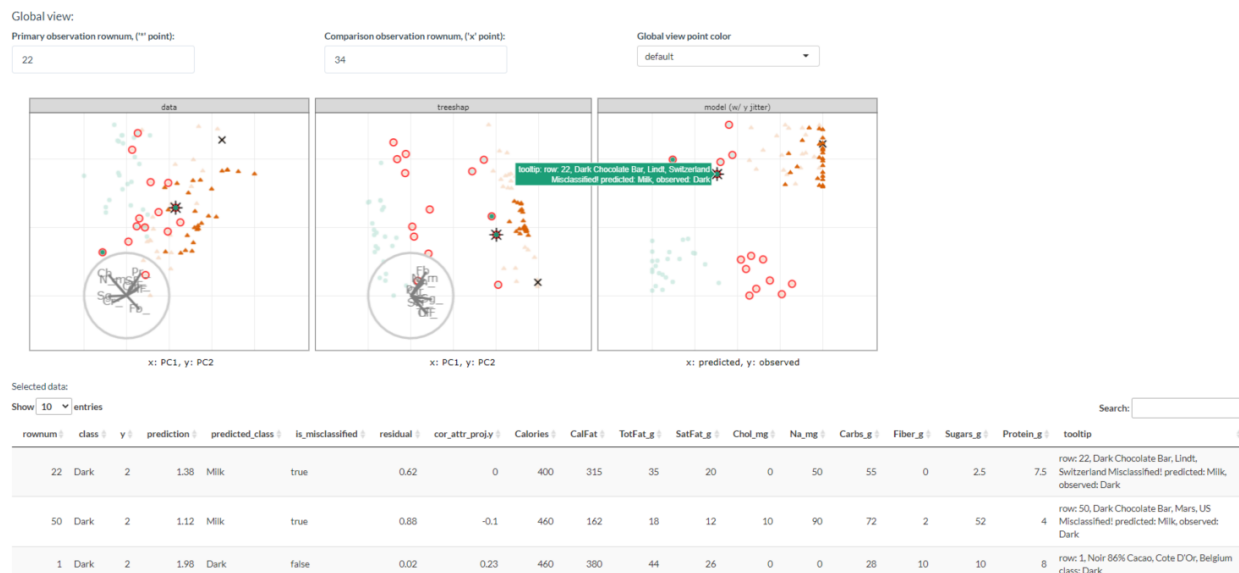 Global view:
Primary observation rownum, ('*' point):
Comparison observation rownum, ('x' point):
Global view point color
22
34
default
data
treeshap
model (w/ y jitter)
tooltip: row: 22, Dark Chocolate Bar, Lindt, Switzerland
Misclassified! predicted: Milk, observed: Dark
x: PC1, y: PC2
x: PC1, y: PC2
x: predicted, y: observed
Selected data:
Show 10 entries
Search:
rownum class y prediction predicted_class is_misclassified residual cor_attr_proj.y Calories CalFat TotFat_g SatFat_g Chol_mg Na_mg Carbs_g Fiber_g Sugars_g Protein_g tooltip
22 Dark 2 1.38 Milk true 0.62 0 400 315 35 20 0 50 55 0 2.5 7.5 row: 22, Dark Chocolate Bar, Lindt,
Switzerland Misclassified! predicted: Milk,
observed: Dark
50 Dark 2 1.12 Milk true 0.88 -0.1 460 162 18 12 10 90 72 2 52 4 row: 50, Dark Chocolate Bar, Mars, US
Misclassified! predicted: Milk, observed:
Dark
1 Dark 2 1.98 Dark false 0.02 0.23 460 380 44 26 0 0 28 10 10 8 row: 1, Noir 86% Cacao, Cote D'Or, Belgium
class: Dark